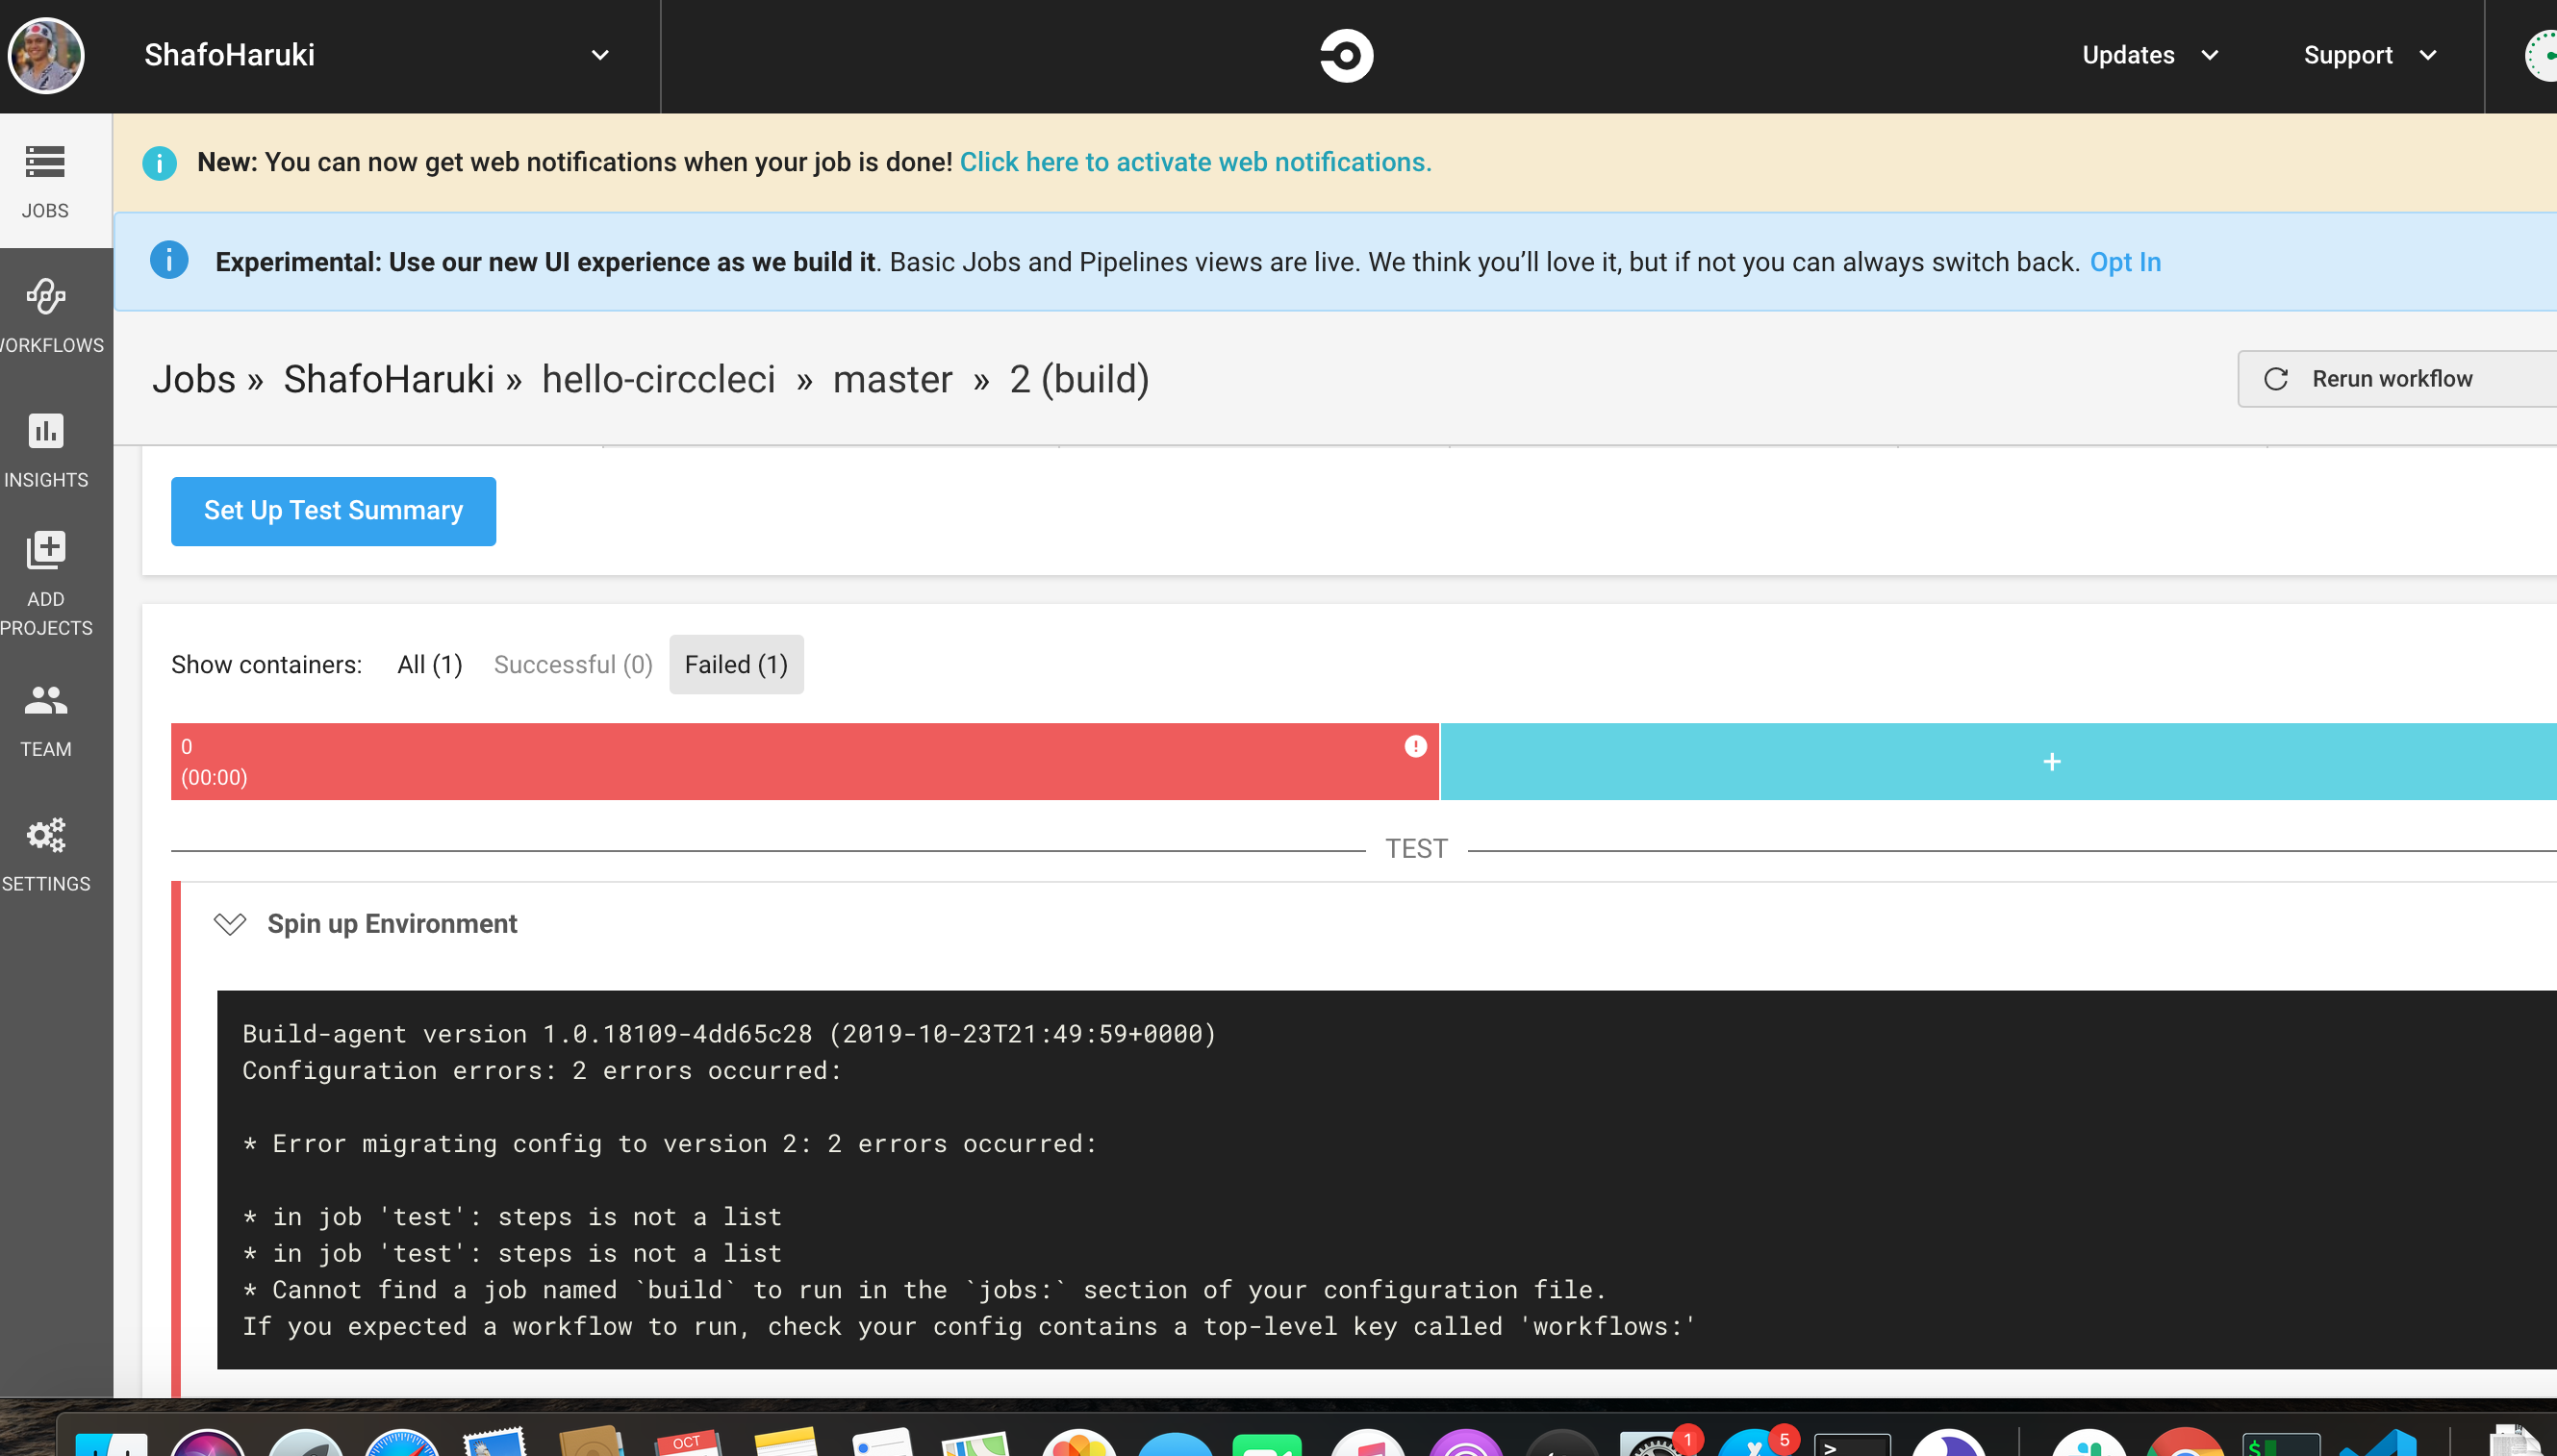 ShafoHaruki
Updates
Support
JOBS
WORKFLOWS
INSIGHTS
ADD
PROJECTS
TEAM
SETTINGS
New: You can now get web notifications when your job is done! Click here to activate web notifications.
Experimental: Use our new UI experience as we build it. Basic Jobs and Pipelines views are live. We think you’ll love it, but if not you can always switch back. Opt In
Jobs » ShafoHaruki » hello-circcleci » master » 2 (build)
Rerun workflow
Set Up Test Summary
Show containers: All (1) Successful (0) Failed (1)
0
(00:00)
+
TEST
Spin up Environment
Build-agent version 1.0.18109-4dd65c28 (2019-10-23T21:49:59+0000)
Configuration errors: 2 errors occurred:
* Error migrating config to version 2: 2 errors occurred:
* in job 'test': steps is not a list
* in job 'test': steps is not a list
* Cannot find a job named `build` to run in the `jobs:` section of your configuration file.
If you expected a workflow to run, check your config contains a top-level key called 'workflows:'
OCT
1
5
>
$